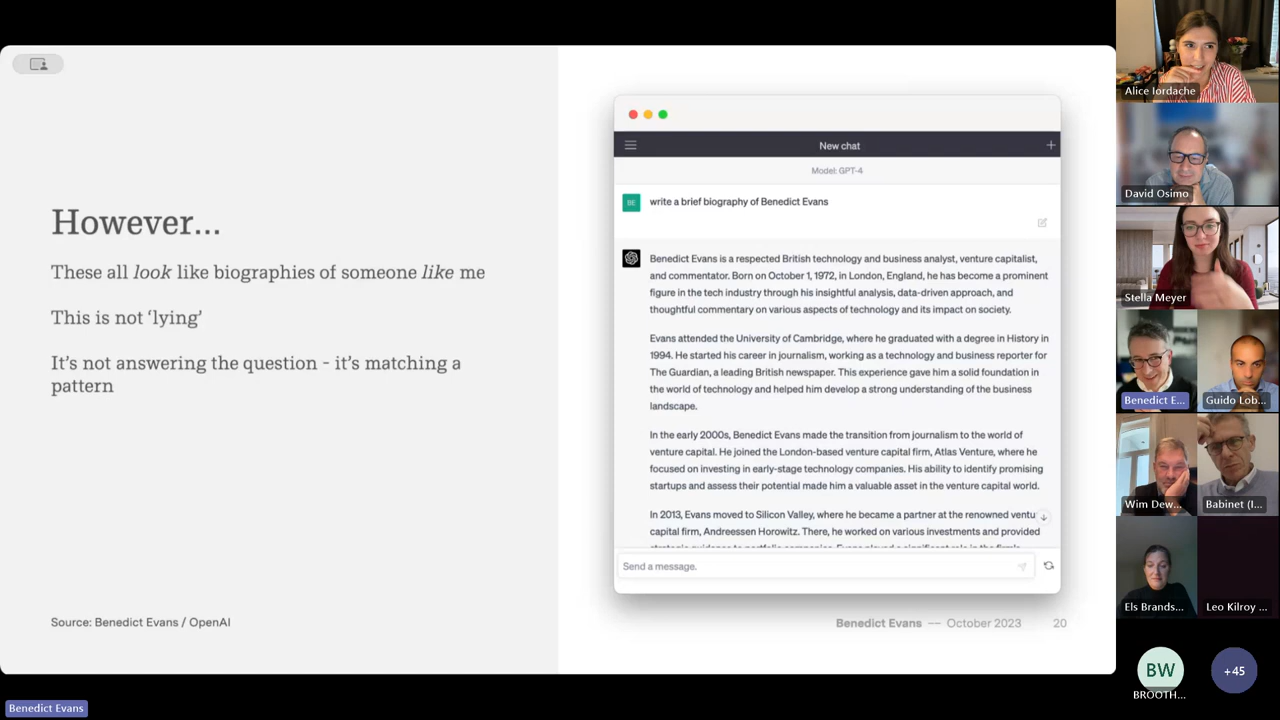 However...
These all look like biographies of someone like me
This is not ‘lying’
It’s not answering the question - it’s matching a
pattern
Source: Benedict Evans / OpenAI
New chat
Model: GPT-4
BE
write a brief biography of Benedict Evans
Benedict Evans is a respected British technology and business analyst, venture capitalist,
and commentator. Born on October 1, 1972, in London, England, he has become a prominent
figure in the tech industry through his insightful analysis, data-driven approach, and
thoughtful commentary on various aspects of technology and its impact on society.
Evans attended the University of Cambridge, where he graduated with a degree in History in
1994. He started his career in journalism, working as a technology and business reporter for
The Guardian, a leading British newspaper. This experience gave him a solid foundation in
the world of technology and helped him develop a strong understanding of the business
landscape.
In the early 2000s, Benedict Evans made the transition from journalism to the world of
venture capital. He joined the London-based venture capital firm, Atlas Venture, where he
focused on investing in early-stage technology companies. His ability to identify promising
startups and assess their potential made him a valuable asset in the venture capital world.
In 2013, Evans moved to Silicon Valley, where he became a partner at the renowned ventu
capital firm, Andreessen Horowitz. There, he worked on various investments and provided
Send a message.
Benedict Evans — October 2023 20
Alice Iordache
David Osimo
Stella Meyer
Benedict E...
Guido Lob...
Wim Dew...
Babinet (I...
Els Brands...
Leo Kilroy ...
BW
BROOTH...
+45
Benedict Evans